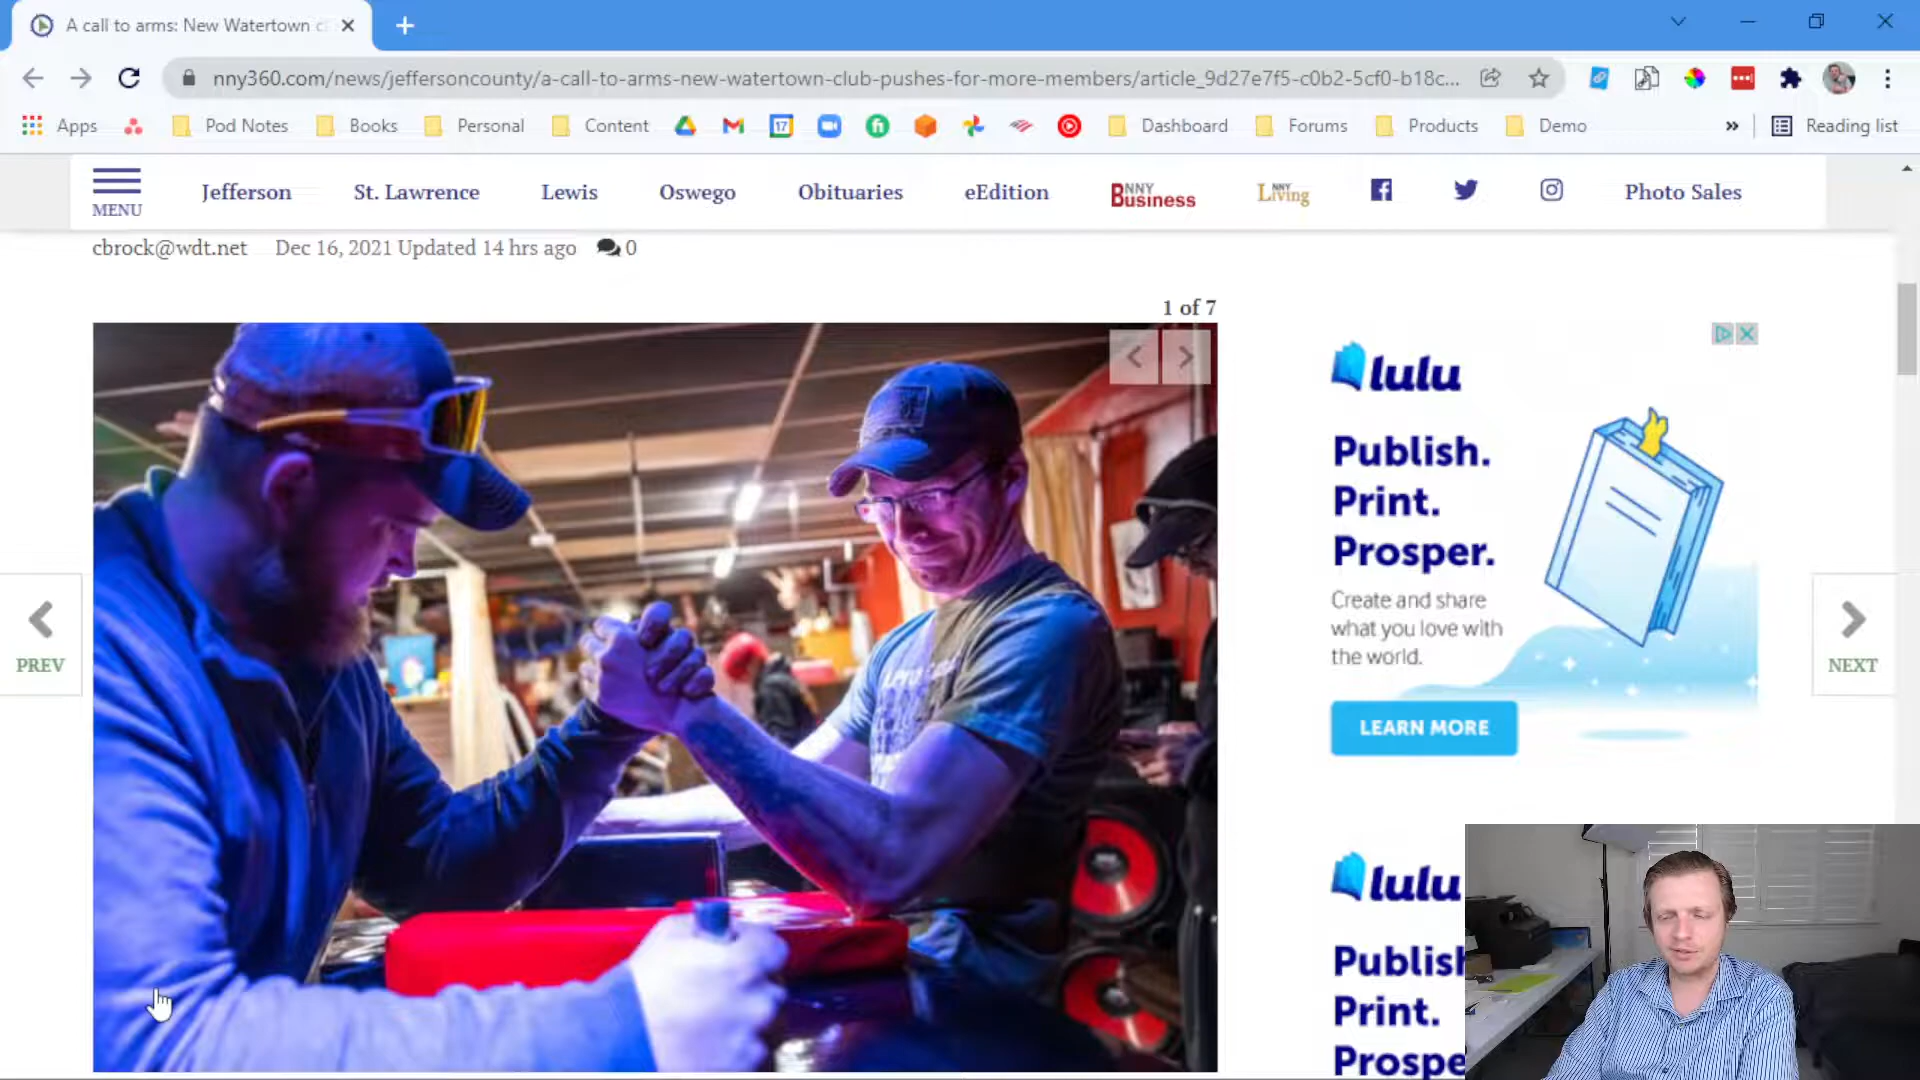 A call to arms: New Watertown c
nny360.com/news/jeffersoncounty/a-call-to-arms-new-watertown-club-pushes-for-more-members/article_9d27e7f5-c0b2-5cf0-b18c...
Apps Pod Notes Books Personal Content 17 Dashboard Forums Products Demo » Reading list
MENU Jefferson St. Lawrence Lewis Oswego Obituaries eEdition NNY Business NNY Living Photo Sales
cbrock@wdt.net Dec 16, 2021 Updated 14 hrs ago 0
1 of 7
lulu
Publish.
Print.
Prosper.
Create and share
what you love with
the world.
LEARN MORE
PREV
NEXT
lulu
Publish
Print.
Prospe